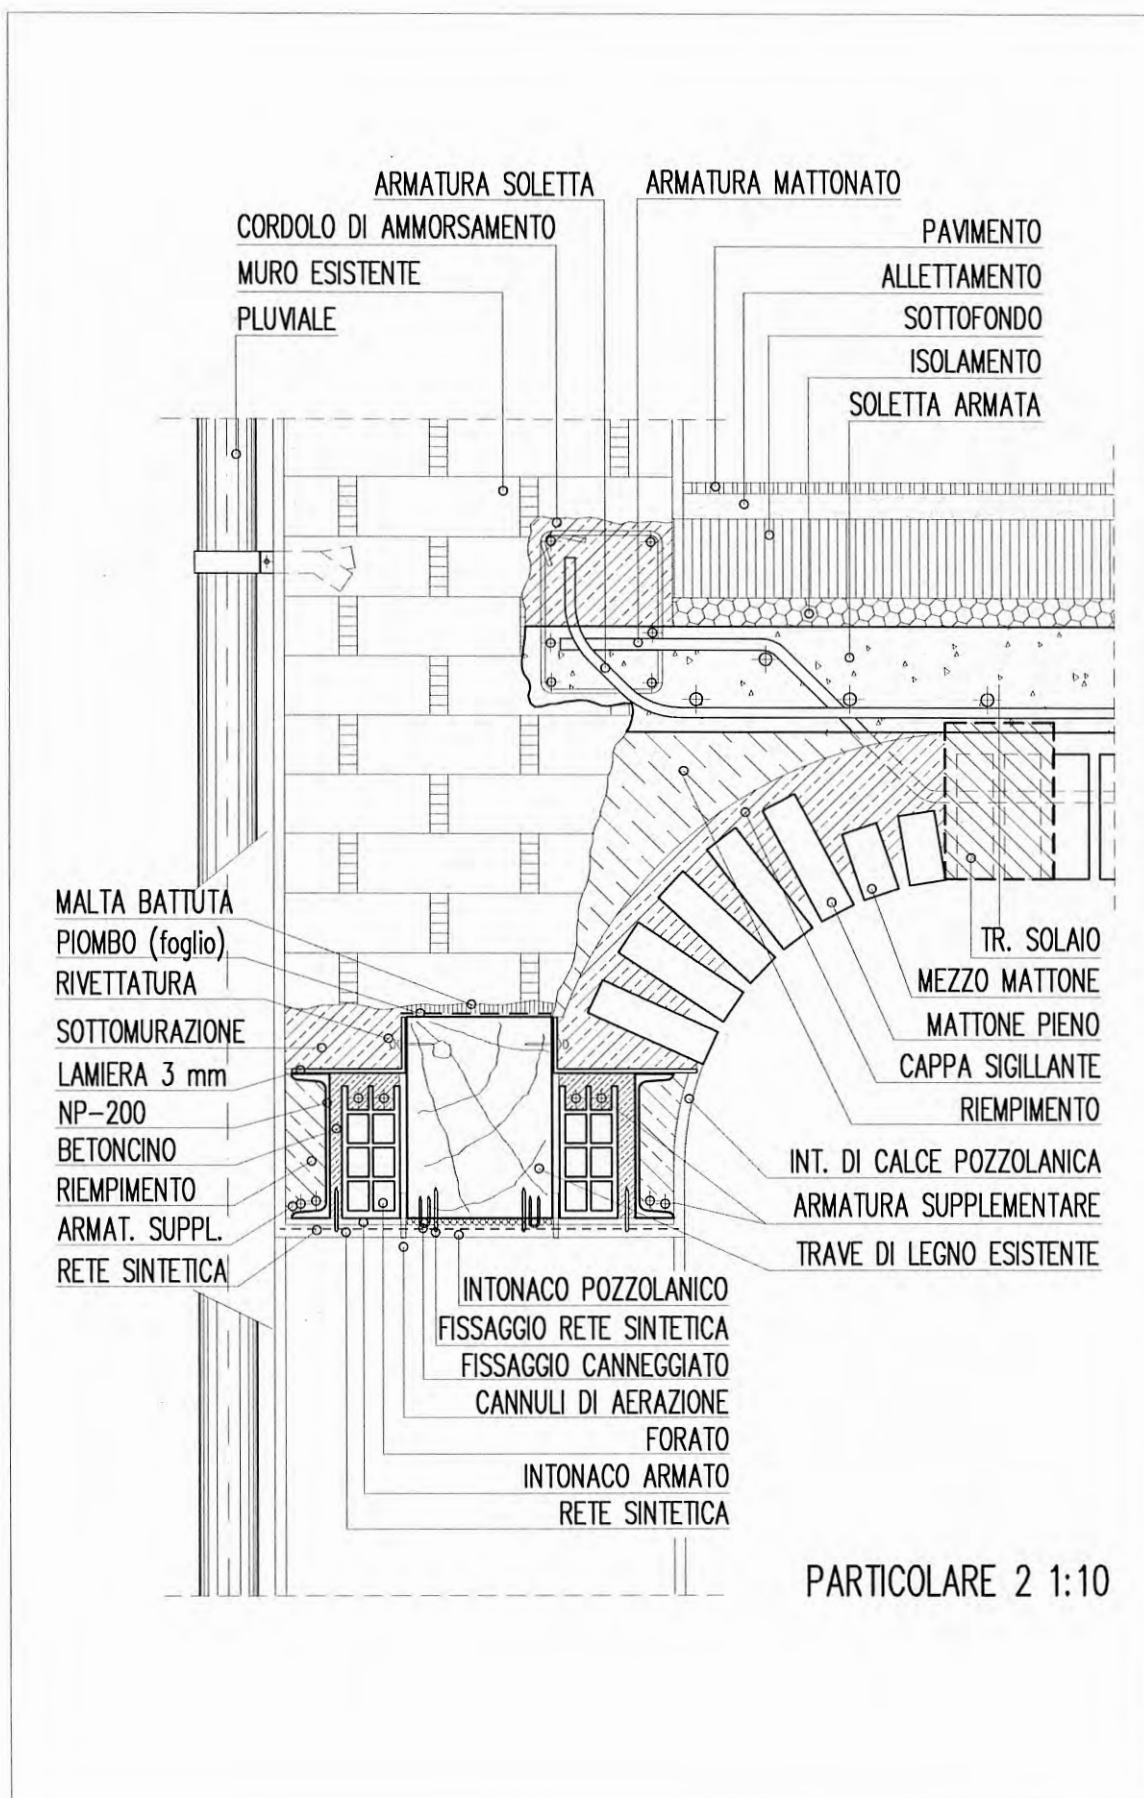 ARMATURA SOLETTA
ARMATURA MATTONATO
CORDOLO DI AMMORSAMENTO
MURO ESISTENTE
PLUVIALE
PAVIMENTO
ALLETTAMENTO
SOTTOFONDO
ISOLAMENTO
SOLETTA ARMATA
MALTA BATTUTA
PIOMBO (foglio)
RIVETTATURA
SOTTOMURAZIONE
LAMIERA 3 mm
NP-200
BETONCINO
RIEMPIMENTO
ARMAT. SUPPL.
RETE SINTETICA
TR. SOLAIO
MEZZO MATTONE
MATTONE PIENO
CAPPA SIGILLANTE
RIEMPIMENTO
INT. DI CALCE POZZOLANICA
ARMATURA SUPPLEMENTARE
TRAVE DI LEGNO ESISTENTE
INTONACO POZZOLANICO
FISSAGGIO RETE SINTETICA
FISSAGGIO CANNEGGIATO
CANNULI DI AERAZIONE
FORATO
INTONACO ARMATO
RETE SINTETICA
PARTICOLARE 2 1:10